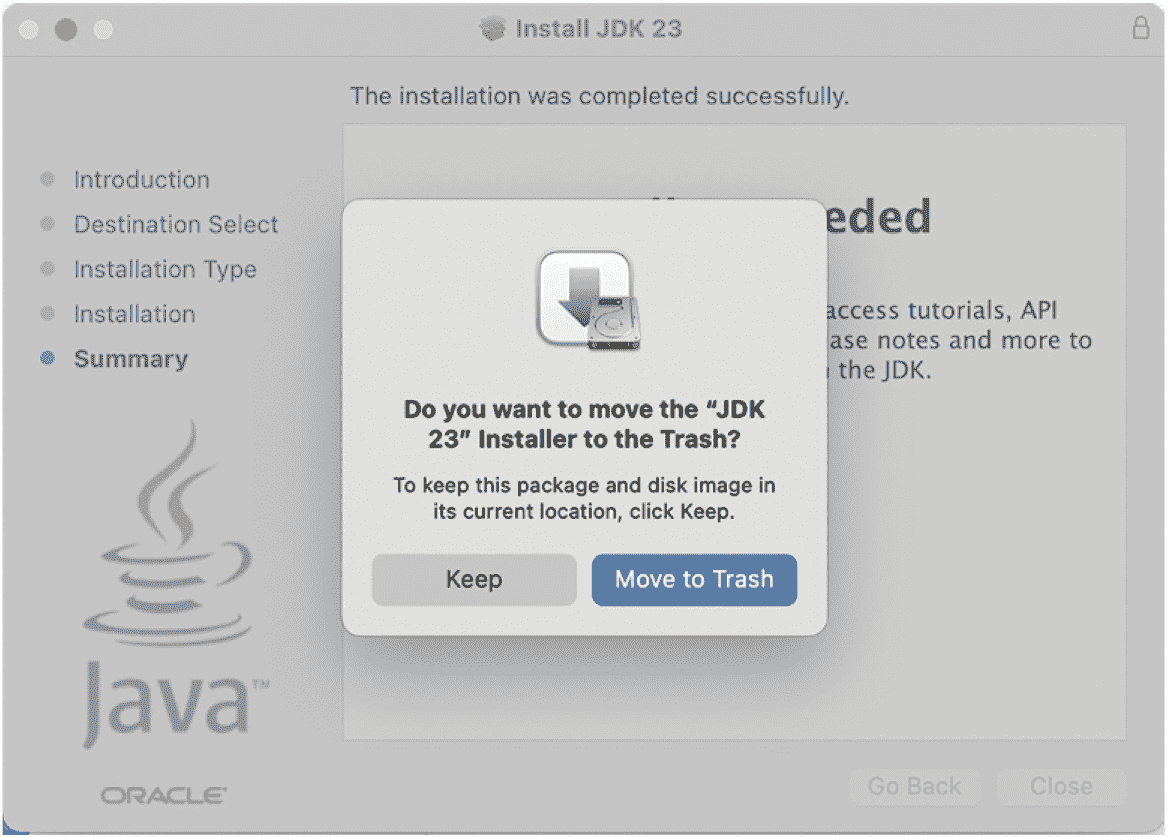 Install JDK 23
The installation was completed successfully.
Introduction
Destination Select
Installation Type
Installation
Summary
access tutorials, API
notes and more to
the JDK.
Do you want to move the “JDK
23” Installer to the Trash?
To keep this package and disk image in
its current location, click Keep.
Keep
Move to Trash
Java™
ORACLE®
Go Back
Close